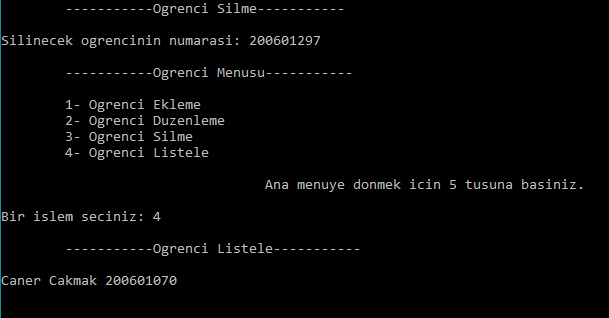 -----------Ogrenci Silme-----------
Silinecek ogrencinin numarasi: 200601297
-----------Ogrenci Menusu-----------
1- Ogrenci Ekleme
2- Ogrenci Duzenleme
3- Ogrenci Silme
4- Ogrenci Listele
Ana menuye donmek icin 5 tusuna basiniz.
Bir islem seciniz: 4
-----------Ogrenci Listele-----------
Caner Cakmak 200601070